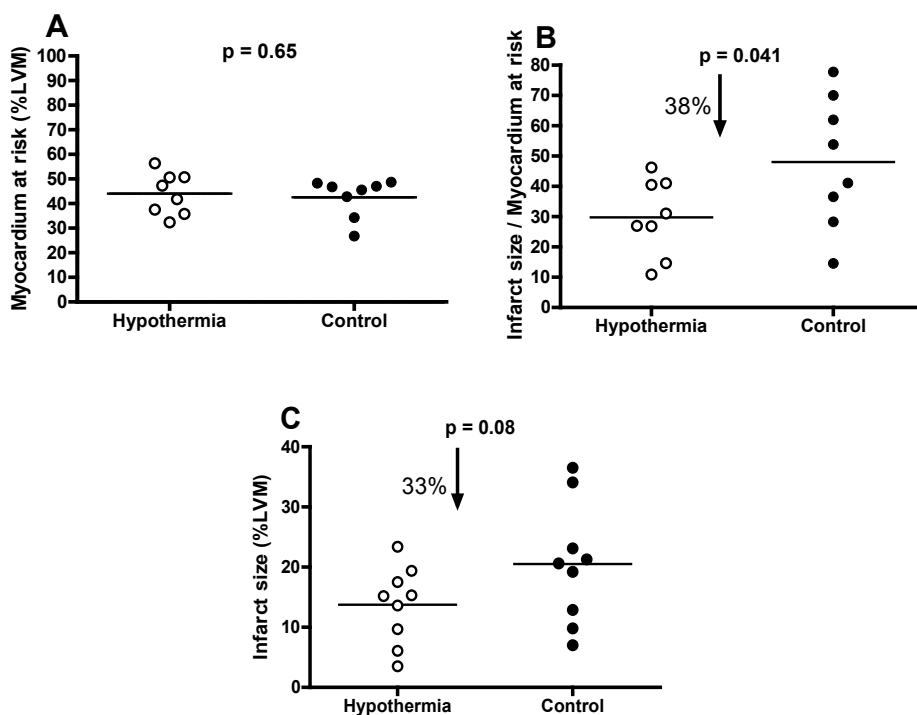 A
p = 0.65
Myocardium at risk (%LVM)
100
90
80
70
60
50
40
30
20
10
0
Hypothermia
Control
B
p = 0.041
38%
Infarct size / Myocardium at risk
80
70
60
50
40
30
20
10
0
Hypothermia
Control
C
p = 0.08
33%
Infarct size (%LVM)
40
30
20
10
0
Hypothermia
Control